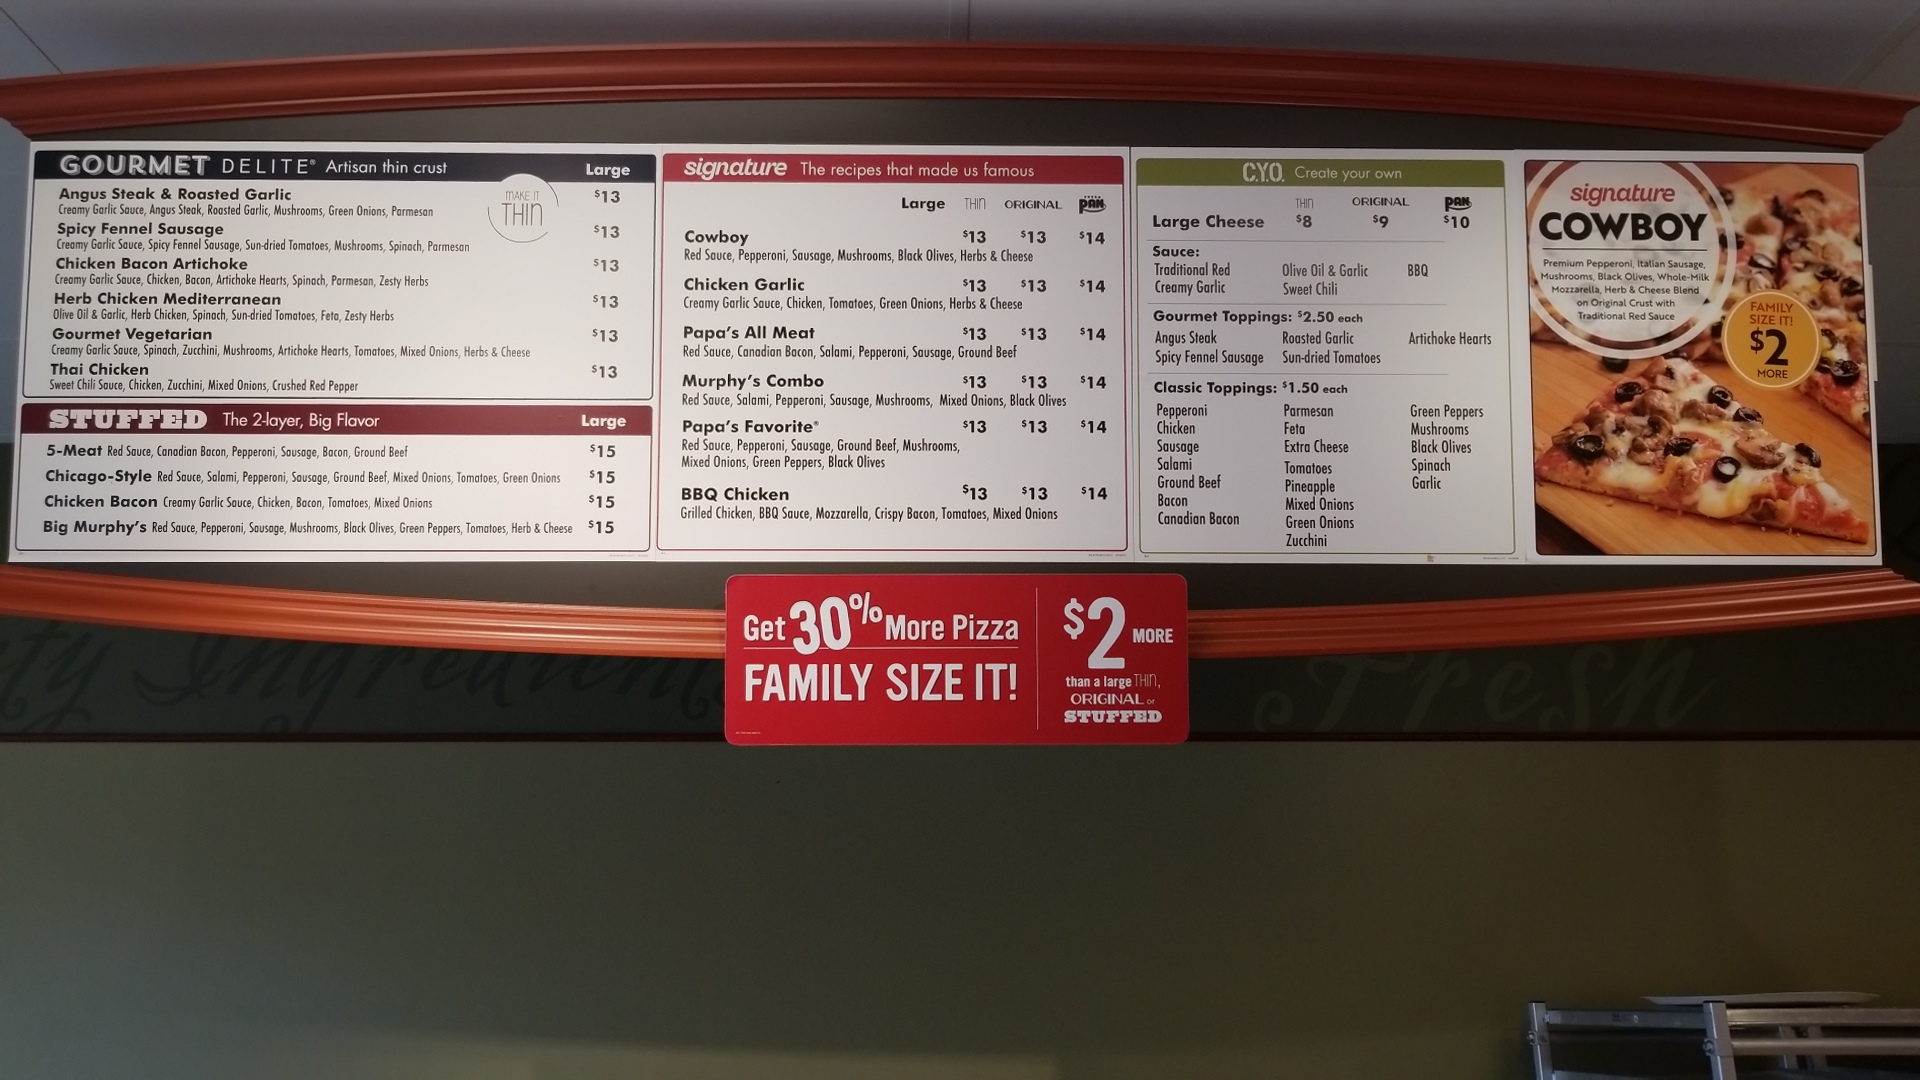 GOURMET DELITE® Artisan thin crust Large
MAKE IT
THIN
Angus Steak & Roasted Garlic $13
Creamy Garlic Sauce, Angus Steak, Roasted Garlic, Mushrooms, Green Onions, Parmesan
Spicy Fennel Sausage $13
Creamy Garlic Sauce, Spicy Fennel Sausage, Sun-dried Tomatoes, Mushrooms, Spinach, Parmesan
Chicken Bacon Artichoke $13
Creamy Garlic Sauce, Chicken, Bacon, Artichoke Hearts, Spinach, Parmesan, Zesty Herbs
Herb Chicken Mediterranean $13
Olive Oil & Garlic, Herb Chicken, Spinach, Sun-dried Tomatoes, Feta, Zesty Herbs
Gourmet Vegetarian $13
Creamy Garlic Sauce, Spinach, Zucchini, Mushrooms, Artichoke Hearts, Tomatoes, Mixed Onions, Herbs & Cheese
Thai Chicken $13
Sweet Chili Sauce, Chicken, Zucchini, Mixed Onions, Crushed Red Pepper
STUFFED The 2-layer, Big Flavor Large
5-Meat Red Sauce, Canadian Bacon, Pepperoni, Sausage, Bacon, Ground Beef $15
Chicago-Style Red Sauce, Salami, Pepperoni, Sausage, Ground Beef, Mixed Onions, Tomatoes, Green Onions $15
Chicken Bacon Creamy Garlic Sauce, Chicken, Bacon, Tomatoes, Mixed Onions $15
Big Murphy's Red Sauce, Pepperoni, Sausage, Mushrooms, Black Olives, Green Peppers, Tomatoes, Herb & Cheese $15
signature The recipes that made us famous
Large THIN ORIGINAL PAN
Cowboy $13 $13 $14
Red Sauce, Pepperoni, Sausage, Mushrooms, Black Olives, Herbs & Cheese
Chicken Garlic $13 $13 $14
Creamy Garlic Sauce, Chicken, Tomatoes, Green Onions, Herbs & Cheese
Papa's All Meat $13 $13 $14
Red Sauce, Canadian Bacon, Salami, Pepperoni, Sausage, Ground Beef
Murphy's Combo $13 $13 $14
Red Sauce, Salami, Pepperoni, Sausage, Mushrooms, Mixed Onions, Black Olives
Papa's Favorite® $13 $13 $14
Red Sauce, Pepperoni, Sausage, Ground Beef, Mushrooms,
Mixed Onions, Green Peppers, Black Olives
BBQ Chicken $13 $13 $14
Grilled Chicken, BBQ Sauce, Mozzarella, Crispy Bacon, Tomatoes, Mixed Onions
C.Y.O. Create your own
THIN ORIGINAL PAN
Large Cheese $8 $9 $10
Sauce:
Traditional Red Olive Oil & Garlic BBQ
Creamy Garlic Sweet Chili
Gourmet Toppings: $2.50 each
Angus Steak Roasted Garlic Artichoke Hearts
Spicy Fennel Sausage Sun-dried Tomatoes
Classic Toppings: $1.50 each
Pepperoni Parmesan Green Peppers
Chicken Feta Mushrooms
Sausage Extra Cheese Black Olives
Salami Tomatoes Spinach
Ground Beef Pineapple Garlic
Bacon Mixed Onions
Canadian Bacon Green Onions
Zucchini
signature
COWBOY
Premium Pepperoni, Italian Sausage,
Mushrooms, Black Olives, Whole-Milk
Mozzarella, Herb & Cheese Blend
on Original Crust with
Traditional Red Sauce
FAMILY
SIZE IT!
$2
MORE
Get 30% More Pizza
FAMILY SIZE IT!
$2 MORE
than a large THIN,
ORIGINAL or
STUFFED
Ingredients
Fresh